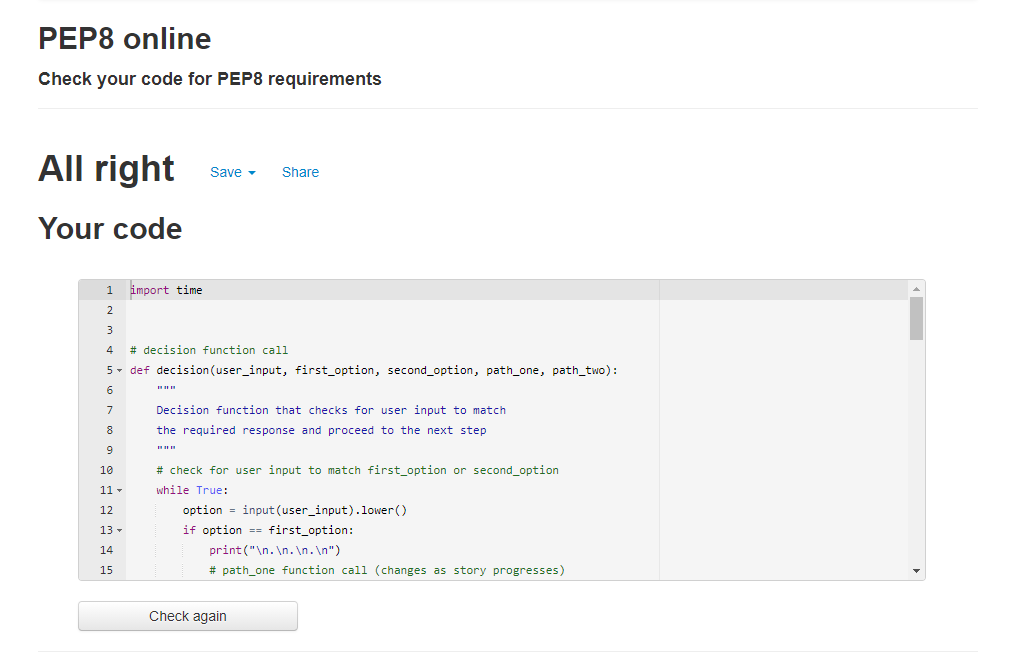 PEP8 online
Check your code for PEP8 requirements
All right Save Share
Your code
1 import time
2
3
4 # decision function call
5 def decision(user_input, first_option, second_option, path_one, path_two):
6     """
7     Decision function that checks for user input to match
8     the required response and proceed to the next step
9     """
10     # check for user input to match first_option or second_option
11     while True:
12         option = input(user_input).lower()
13         if option == first_option:
14             print("\n.\n.\n.\n")
15             # path_one function call (changes as story progresses)
Check again